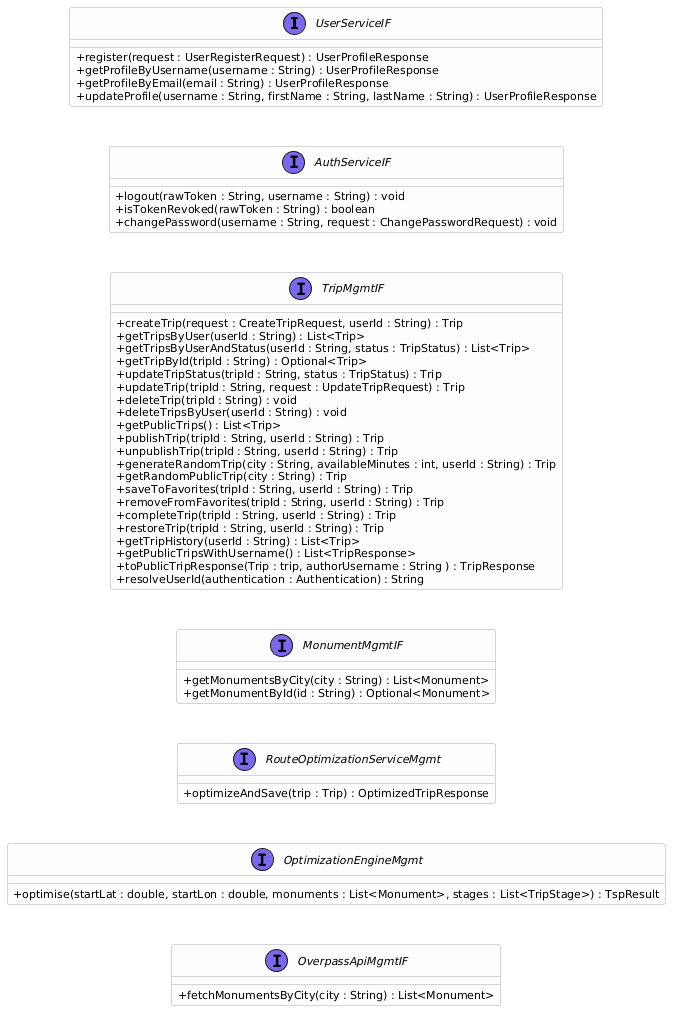 I UserServiceIF
+register(request : UserRegisterRequest) : UserProfileResponse
+getProfileByUsername(username : String) : UserProfileResponse
+getProfileByEmail(email : String) : UserProfileResponse
+updateProfile(username : String, firstName : String, lastName : String) : UserProfileResponse
I AuthServiceIF
+logout(rawToken : String, username : String) : void
+isTokenRevoked(rawToken : String) : boolean
+changePassword(username : String, request : ChangePasswordRequest) : void
I TripMgmtIF
+createTrip(request : CreateTripRequest, userId : String) : Trip
+getTripsByUser(userId : String) : List<Trip>
+getTripsByUserAndStatus(userId : String, status : TripStatus) : List<Trip>
+getTripById(tripId : String) : Optional<Trip>
+updateTripStatus(tripId : String, status : TripStatus) : Trip
+updateTrip(tripId : String, request : UpdateTripRequest) : Trip
+deleteTrip(tripId : String) : void
+deleteTripsByUser(userId : String) : void
+getPublicTrips() : List<Trip>
+publishTrip(tripId : String, userId : String) : Trip
+unpublishTrip(tripId : String, userId : String) : Trip
+generateRandomTrip(city : String, availableMinutes : int, userId : String) : Trip
+getRandomPublicTrip(city : String) : Trip
+saveToFavorites(tripId : String, userId : String) : Trip
+removeFromFavorites(tripId : String, userId : String) : Trip
+completeTrip(tripId : String, userId : String) : Trip
+restoreTrip(tripId : String, userId : String) : Trip
+getTripHistory(userId : String) : List<Trip>
+getPublicTripsWithUsername() : List<TripResponse>
+toPublicTripResponse(Trip : trip, authorUsername : String ) : TripResponse
+resolveUserId(authentication : Authentication) : String
I MonumentMgmtIF
+getMonumentsByCity(city : String) : List<Monument>
+getMonumentById(id : String) : Optional<Monument>
I RouteOptimizationServiceMgmt
+optimizeAndSave(trip : Trip) : OptimizedTripResponse
I OptimizationEngineMgmt
+optimise(startLat : double, startLon : double, monuments : List<Monument>, stages : List<TripStage>) : TspResult
I OverpassApiMgmtIF
+fetchMonumentsByCity(city : String) : List<Monument>